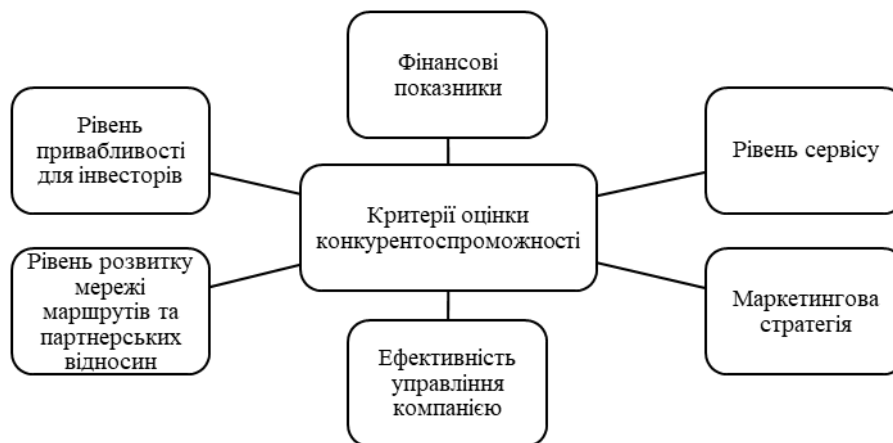 Фінансові
показники
Рівень
привабливості
для інвесторів
Рівень сервісу
Критерії оцінки
конкурентоспроможності
Рівень розвитку
мережі
маршрутів та
партнерських
відносин
Маркетингова
стратегія
Ефективність
управління
компанією